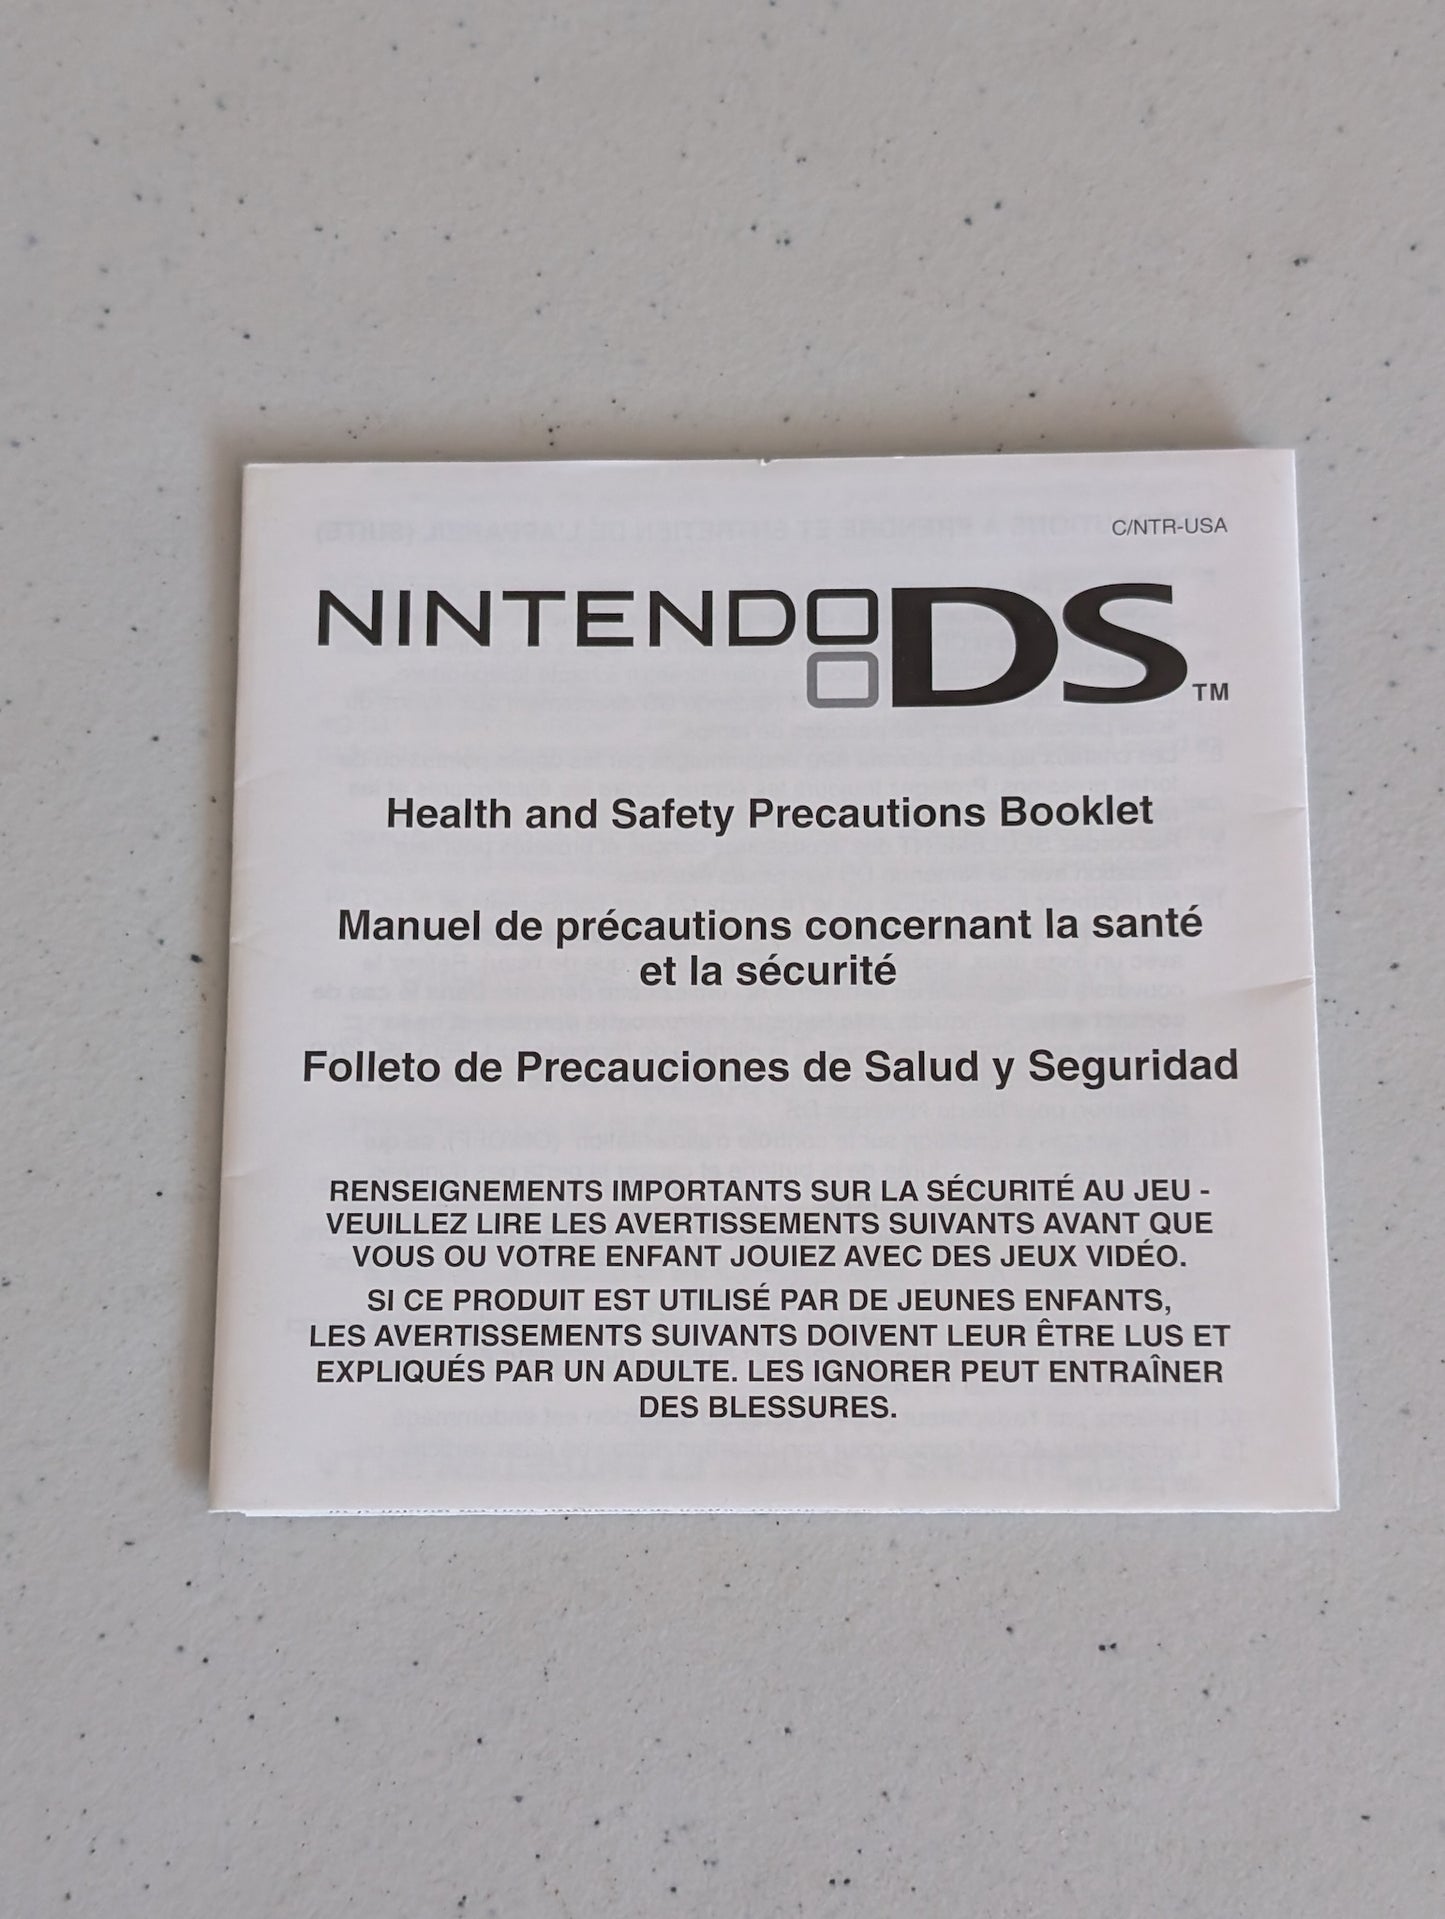 C/NTR-USA
NINTENDO DS™
Health and Safety Precautions Booklet
Manuel de précautions concernant la santé
et la sécurité
Folleto de Precauciones de Salud y Seguridad
RENSEIGNEMENTS IMPORTANTS SUR LA SÉCURITÉ AU JEU -
VEUILLEZ LIRE LES AVERTISSEMENTS SUIVANTS AVANT QUE
VOUS OU VOTRE ENFANT JOUIEZ AVEC DES JEUX VIDÉO.
SI CE PRODUIT EST UTILISÉ PAR DE JEUNES ENFANTS,
LES AVERTISSEMENTS SUIVANTS DOIVENT LEUR ÊTRE LUS ET
EXPLIQUÉS PAR UN ADULTE. LES IGNORER PEUT ENTRAÎNER
DES BLESSURES.